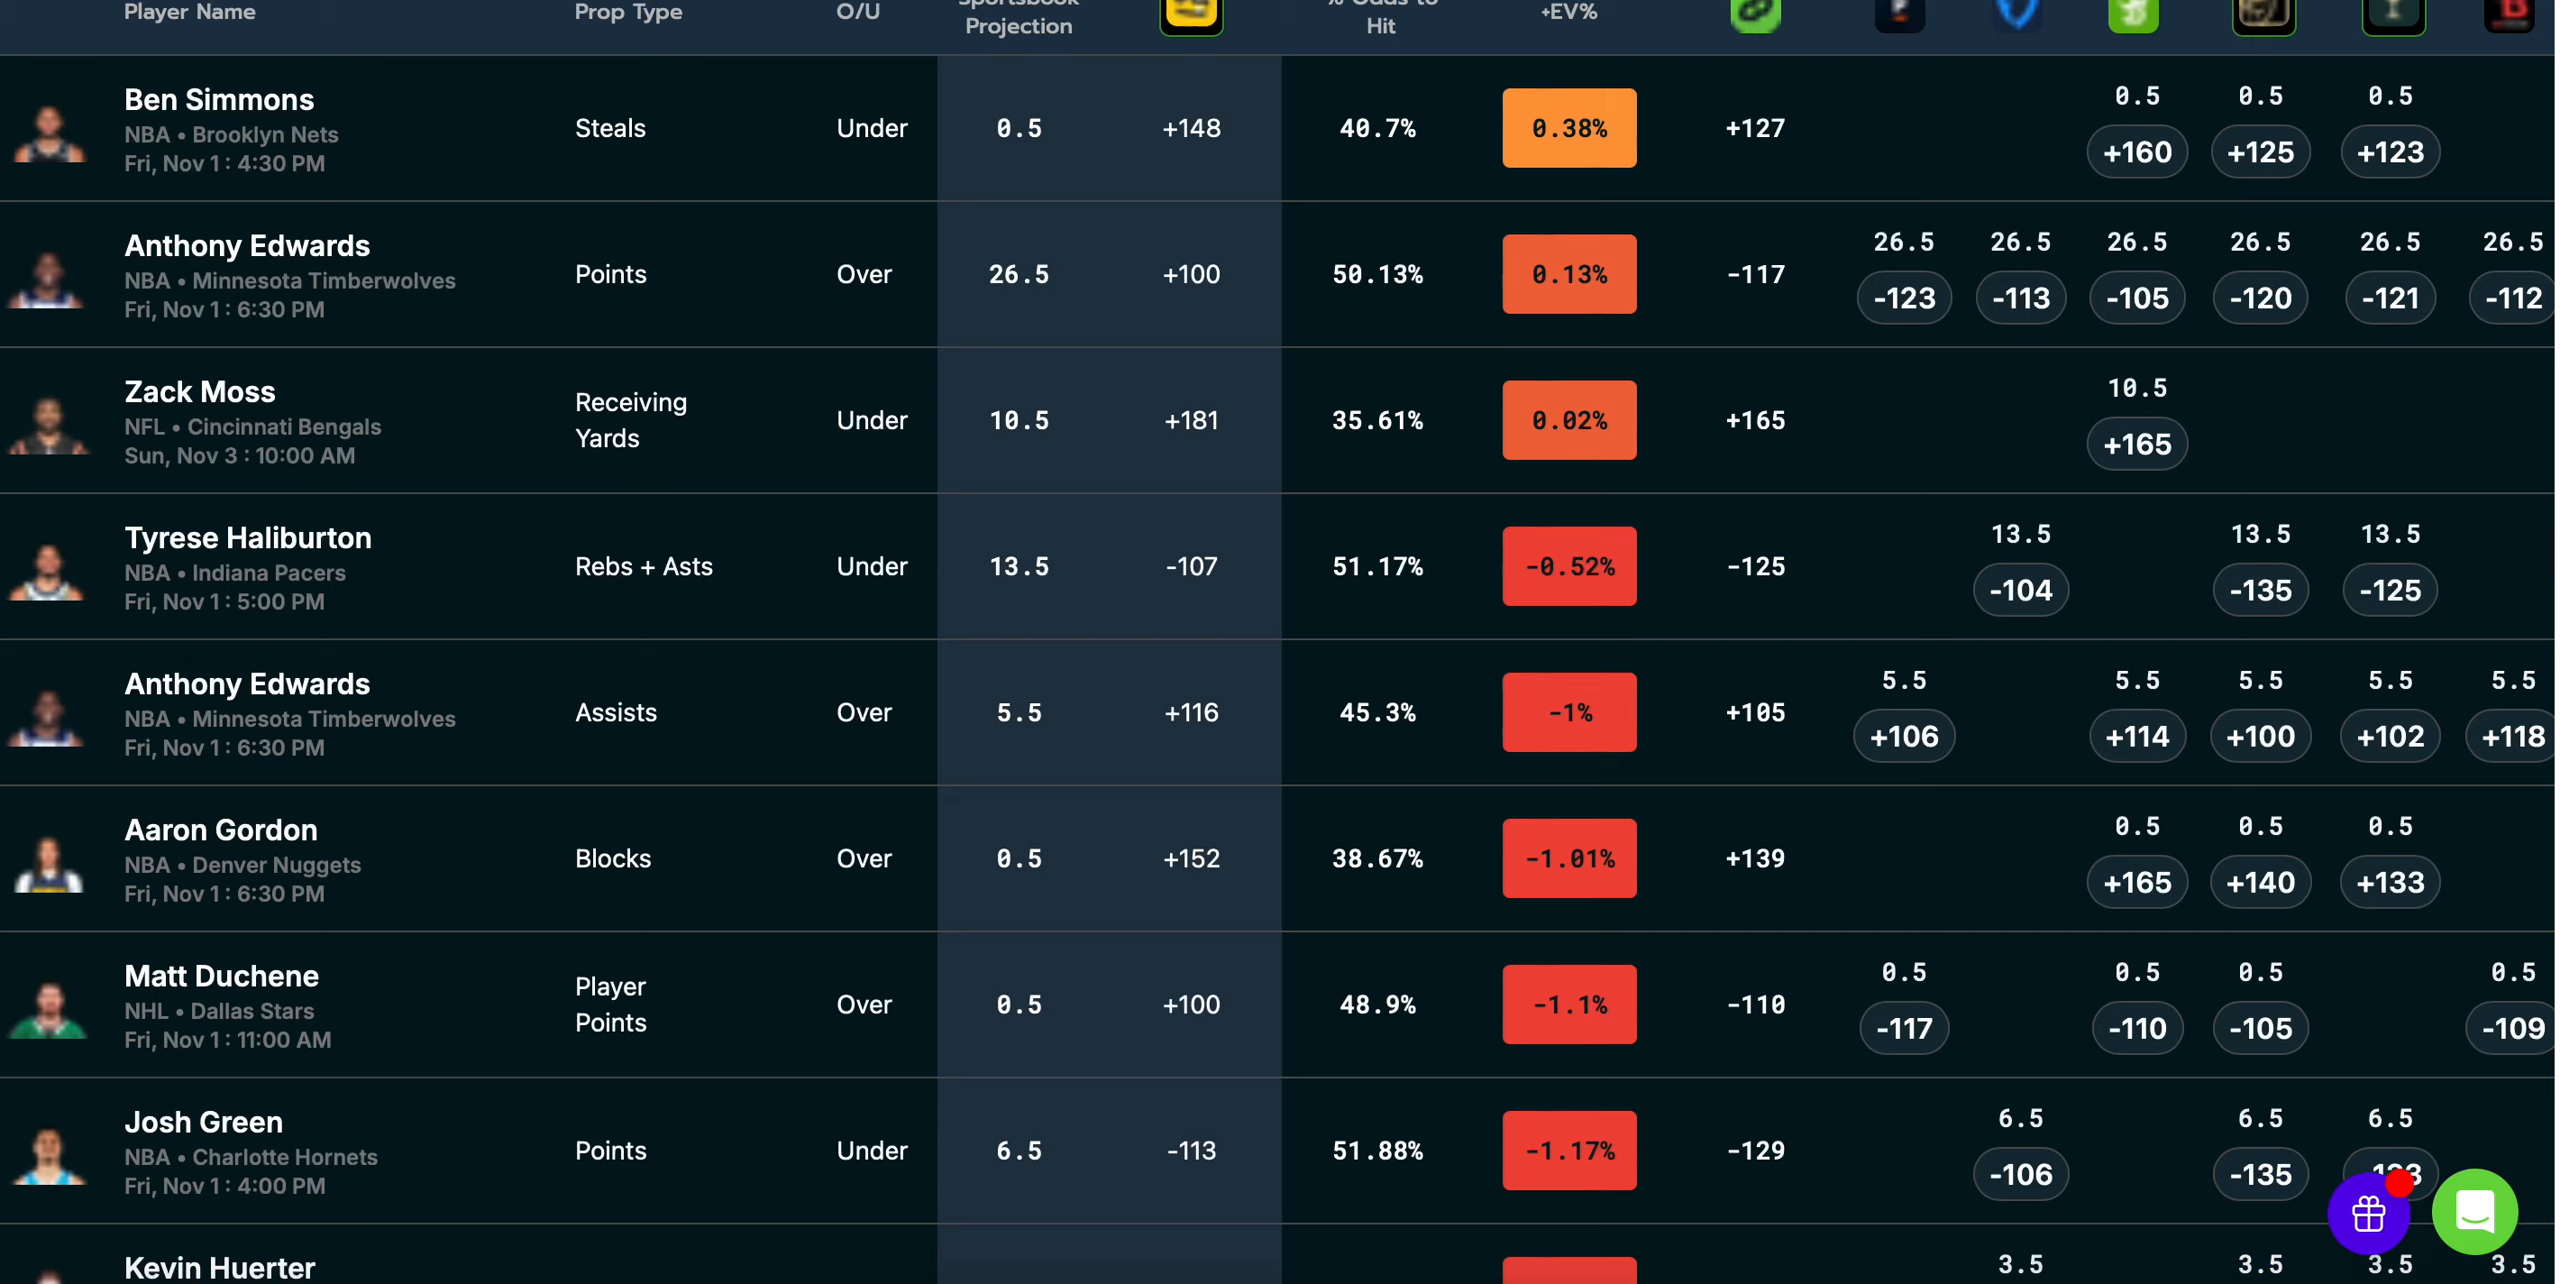 Player Name Prop Type O/U Sportsbook Projection % Odds to Hit +EV%
Ben Simmons
NBA • Brooklyn Nets
Fri, Nov 1 : 4:30 PM
Steals Under 0.5 +148 40.7% 0.38% +127
0.5 0.5 0.5
+160 +125 +123
Anthony Edwards
NBA • Minnesota Timberwolves
Fri, Nov 1 : 6:30 PM
Points Over 26.5 +100 50.13% 0.13% -117
26.5 26.5 26.5 26.5 26.5 26.5
-123 -113 -105 -120 -121 -112
Zack Moss
NFL • Cincinnati Bengals
Sun, Nov 3 : 10:00 AM
Receiving
Yards
Under 10.5 +181 35.61% 0.02% +165
10.5
+165
Tyrese Haliburton
NBA • Indiana Pacers
Fri, Nov 1 : 5:00 PM
Rebs + Asts Under 13.5 -107 51.17% -0.52% -125
13.5 13.5 13.5
-104 -135 -125
Anthony Edwards
NBA • Minnesota Timberwolves
Fri, Nov 1 : 6:30 PM
Assists Over 5.5 +116 45.3% -1% +105
5.5 5.5 5.5 5.5 5.5
+106 +114 +100 +102 +118
Aaron Gordon
NBA • Denver Nuggets
Fri, Nov 1 : 6:30 PM
Blocks Over 0.5 +152 38.67% -1.01% +139
0.5 0.5 0.5
+165 +140 +133
Matt Duchene
NHL • Dallas Stars
Fri, Nov 1 : 11:00 AM
Player
Points
Over 0.5 +100 48.9% -1.1% -110
0.5 0.5 0.5 0.5
-117 -110 -105 -109
Josh Green
NBA • Charlotte Hornets
Fri, Nov 1 : 4:00 PM
Points Under 6.5 -113 51.88% -1.17% -129
6.5 6.5 6.5
-106 -135
Kevin Huerter
3.5 3.5 3.5 3.5